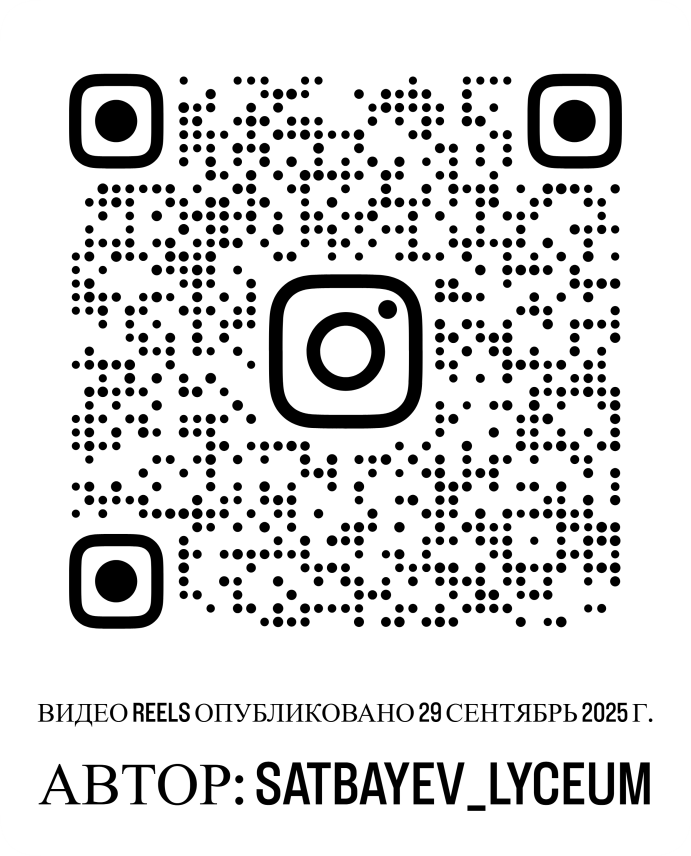 ВИДЕО REELS ОПУБЛИКОВАНО 29 СЕНТЯБРЬ 2025 Г.
АВТОР: SATBAYEV_LYCEUM